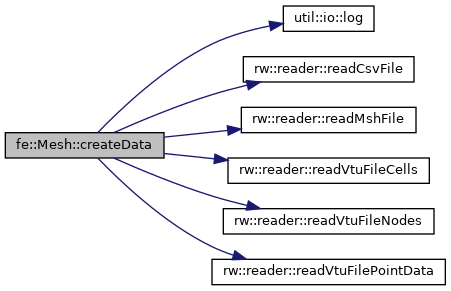 util::io::log
rw::reader::readCsvFile
rw::reader::readMshFile
fe::Mesh::createData
rw::reader::readVtuFileCells
rw::reader::readVtuFileNodes
rw::reader::readVtuFilePointData